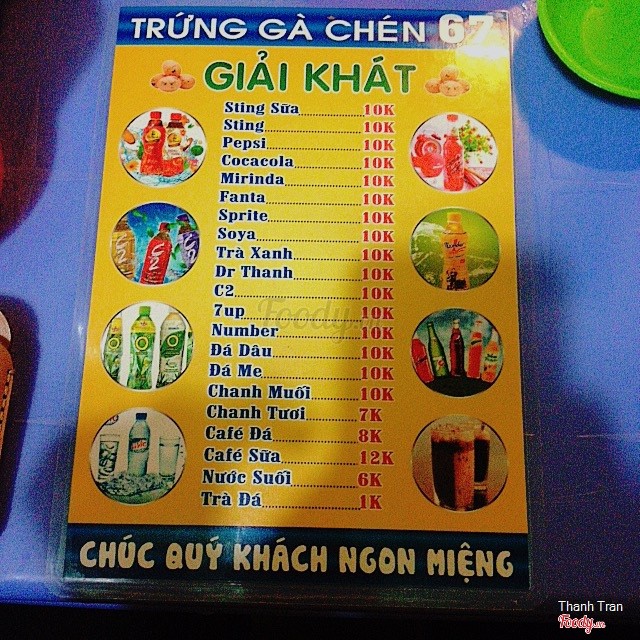 TRỨNG GÀ CHÉN 67
GIẢI KHÁT
Sting Sữa 10K
Sting 10K
Pepsi 10K
Cocacola 10K
Mirinda 10K
Fanta 10K
Sprite 10K
Soya 10K
Trà Xanh 10K
Dr Thanh 10K
C2 10K
7up 10K
Number 10K
Đá Dâu 10K
Đá Me 10K
Chanh Muối 10K
Chanh Tươi 7K
Café Đá 8K
Café Sữa 12K
Nước Suối 6K
Trà Đá 1K
C2
Foody.vn
CHÚC QUÝ KHÁCH NGON MIỆNG
Thanh Tran
Foody.vn